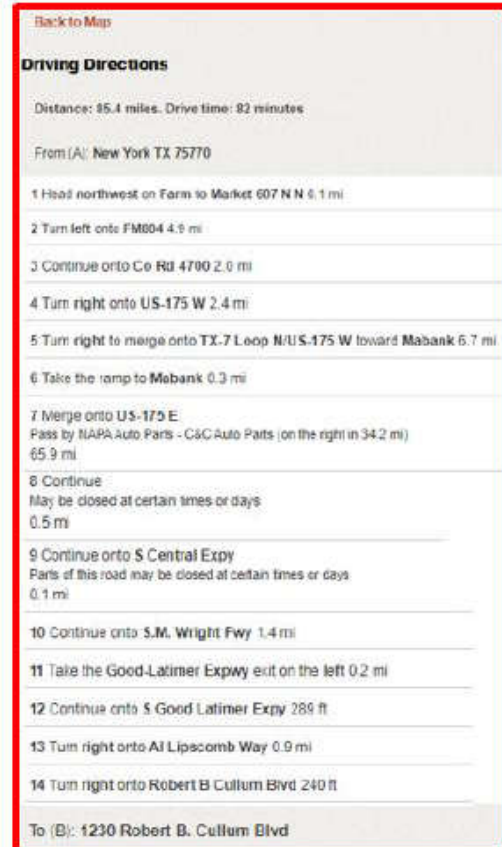 Back to Map
Driving Directions
Distance: 85.4 miles. Drive time: 82 minutes
From (A): New York TX 75770
1 Head northwest on Farm to Market 607 N N 6.1 mi
2 Turn left onto FM804 4.9 mi
3 Continue onto Co Rd 4700 2.0 mi
4 Turn right onto US-175 W 2.4 mi
5 Turn right to merge onto TX-7 Loop N/US-175 W toward Mabank 6.7 mi
6 Take the ramp to Mabank 0.3 mi
7 Merge onto US-175 E
Pass by NAPA Auto Parts - C&C Auto Parts (on the right in 34.2 mi)
65.9 mi
8 Continue
May be closed at certain times or days
0.5 mi
9 Continue onto S Central Expy
Parts of this road may be closed at certain times or days
0.1 mi
10 Continue onto S.M. Wright Fwy 1.4 mi
11 Take the Good-Latimer Expwy exit on the left 0.2 mi
12 Continue onto S Good Latimer Expy 289 ft
13 Turn right onto Al Lipscomb Way 0.9 mi
14 Turn right onto Robert B Cullum Blvd 240 ft
To (B): 1230 Robert B. Cullum Blvd